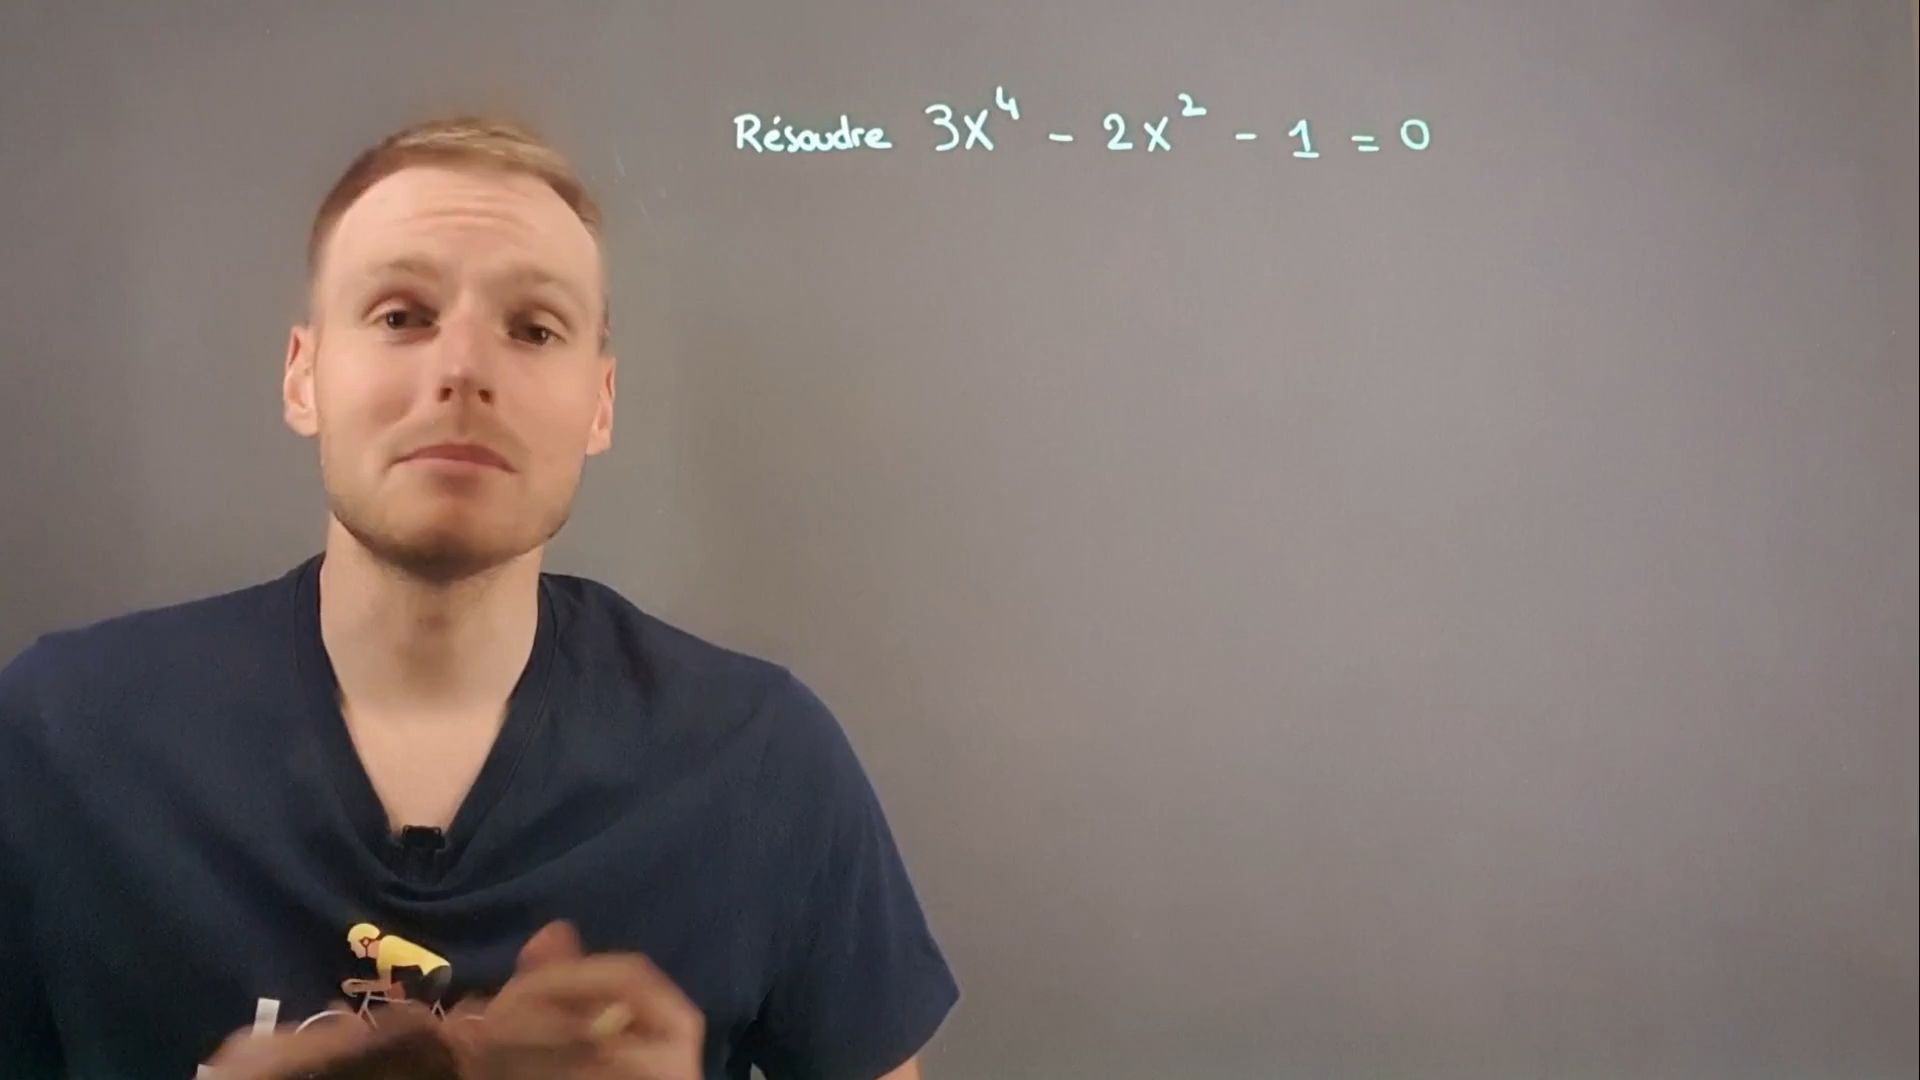 Résoudre 3x⁴ - 2x² - 1 = 0